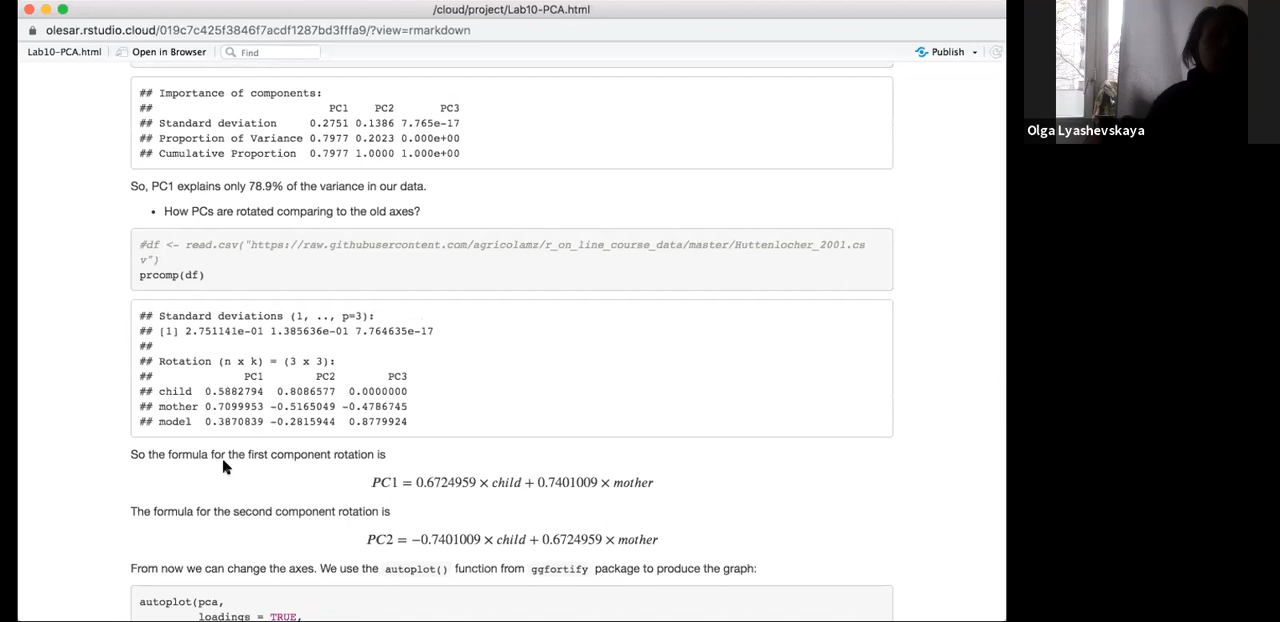 /cloud/project/Lab10-PCA.html
olesar.rstudio.cloud/019c7c425f3846f7acdf1287bd3fffa9/?view=rmarkdown
Lab10-PCA.html Open in Browser Find Publish
## Importance of components:
## PC1 PC2 PC3
## Standard deviation 0.2751 0.1386 7.765e-17
## Proportion of Variance 0.7977 0.2023 0.000e+00
## Cumulative Proportion 0.7977 1.0000 1.000e+00
So, PC1 explains only 78.9% of the variance in our data.
• How PCs are rotated comparing to the old axes?
#df <- read.csv("https://raw.githubusercontent.com/agricolamz/r_on_line_course_data/master/Huttenlocher_2001.cs
v")
prcomp(df)
## Standard deviations (1, .., p=3):
## [1] 2.751141e-01 1.385636e-01 7.764635e-17
##
## Rotation (n x k) = (3 x 3):
## PC1 PC2 PC3
## child 0.5882794 0.8086577 0.0000000
## mother 0.7099953 -0.5165049 -0.4786745
## model 0.3870839 -0.2815944 0.8779924
So the formula for the first component rotation is
PC1 = 0.6724959 × child + 0.7401009 × mother
The formula for the second component rotation is
PC2 = −0.7401009 × child + 0.6724959 × mother
From now we can change the axes. We use the autoplot() function from ggfortify package to produce the graph:
autoplot(pca,
loadings = TRUE,
Olga Lyashevskaya